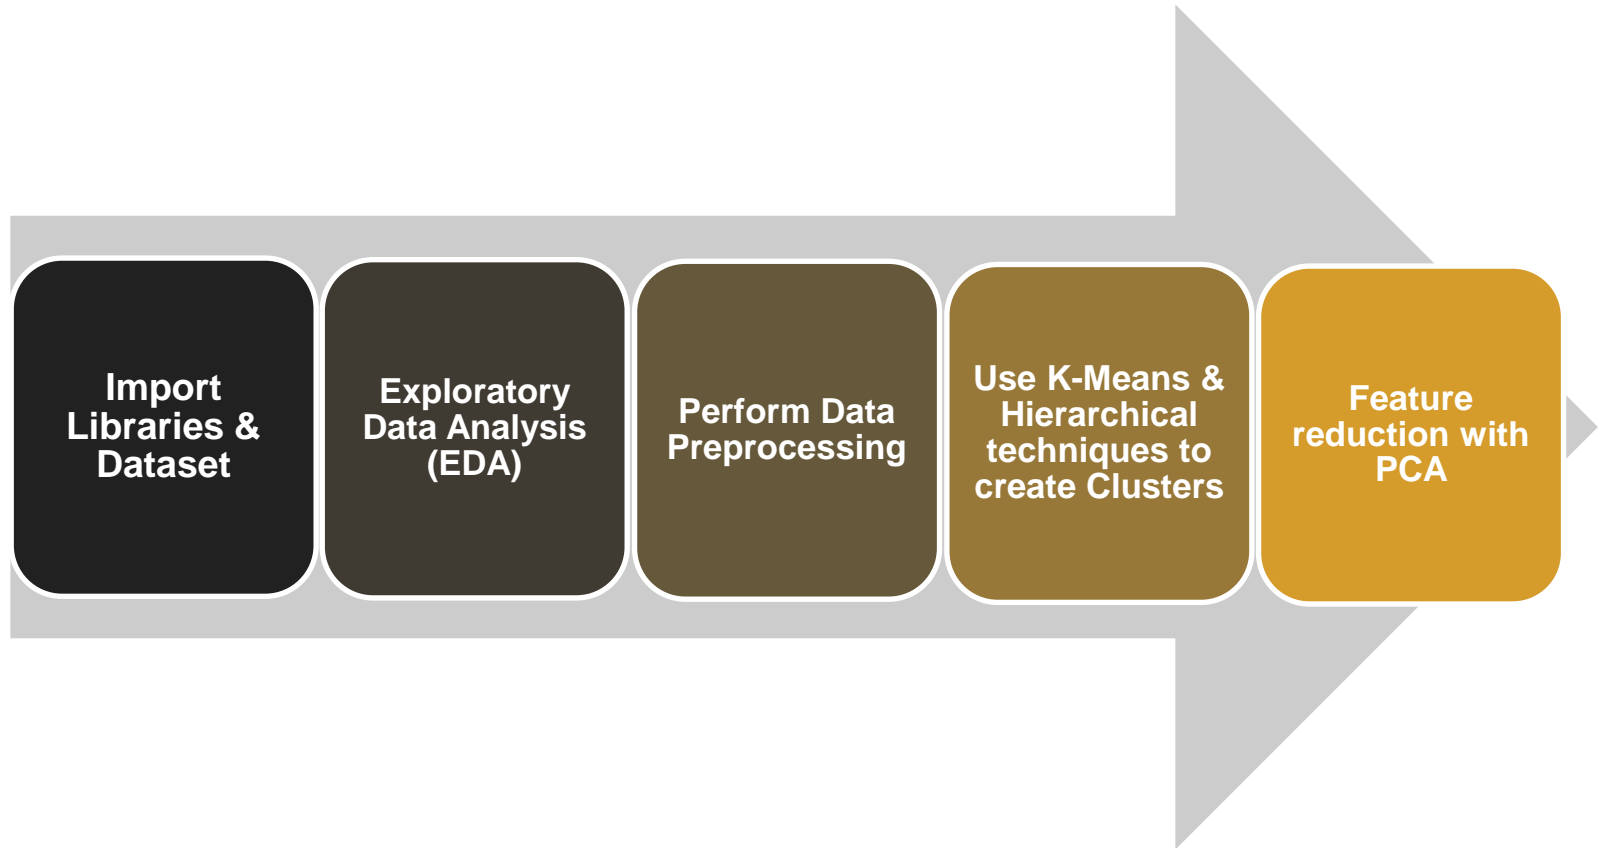 Import
Libraries &
Dataset
Exploratory
Data Analysis
(EDA)
Perform Data
Preprocessing
Use K-Means &
Hierarchical
techniques to
create Clusters
Feature
reduction with
PCA